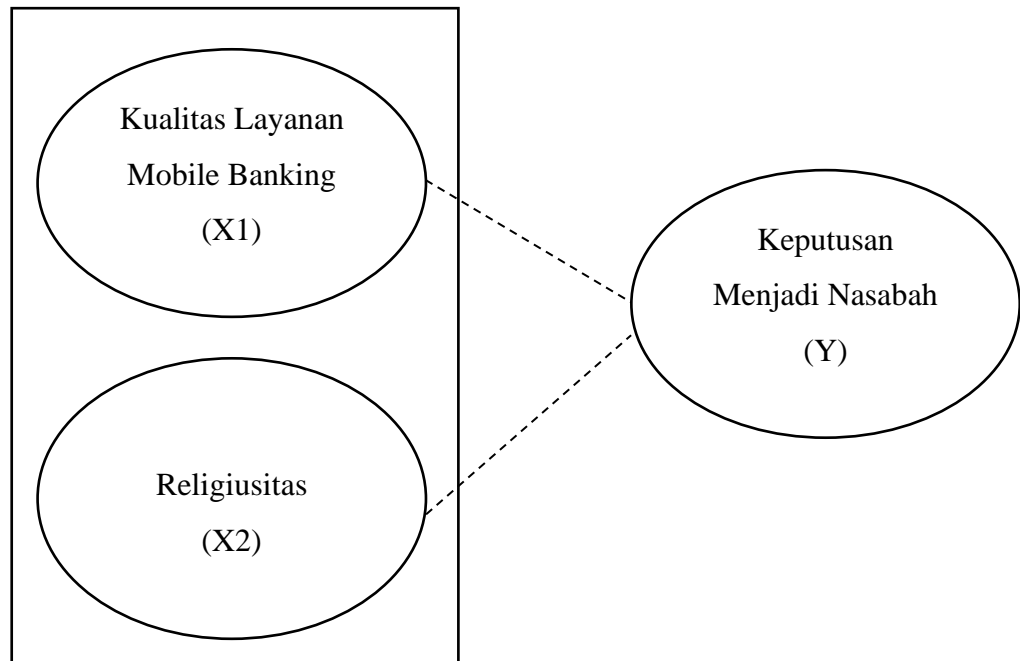 Kualitas Layanan
Mobile Banking
(X1)
Keputusan
Menjadi Nasabah
(Y)
Religiusitas
(X2)